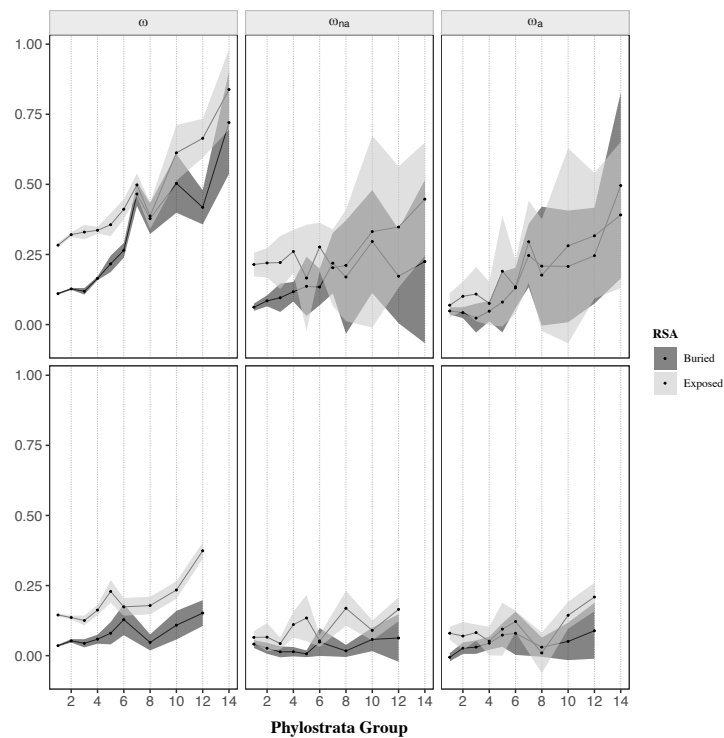 ω ωna ωa
1.00
0.75
0.50
0.25
0.00
RSA
Buried
Exposed
1.00
0.75
0.50
0.25
0.00
2 4 6 8 10 12 14 2 4 6 8 10 12 14 2 4 6 8 10 12 14
Phylostrata Group